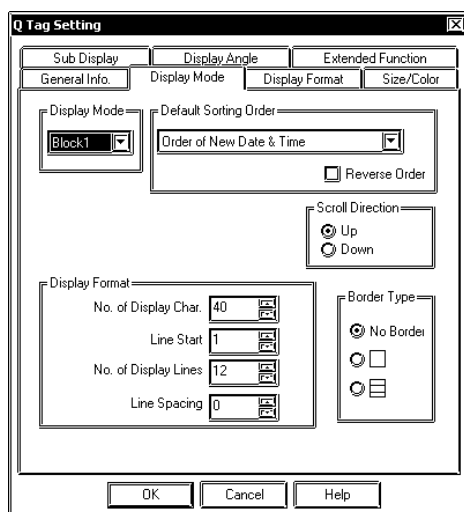 Q Tag Setting
Sub Display Display Angle Extended Function
General Info. Display Mode Display Format Size/Color
Display Mode Default Sorting Order
Block1 Order of New Date & Time
Reverse Order
Scroll Direction
Up
Down
Display Format
No. of Display Char. 40
Line Start 1
No. of Display Lines 12
Line Spacing 0
Border Type
No Border
OK Cancel Help